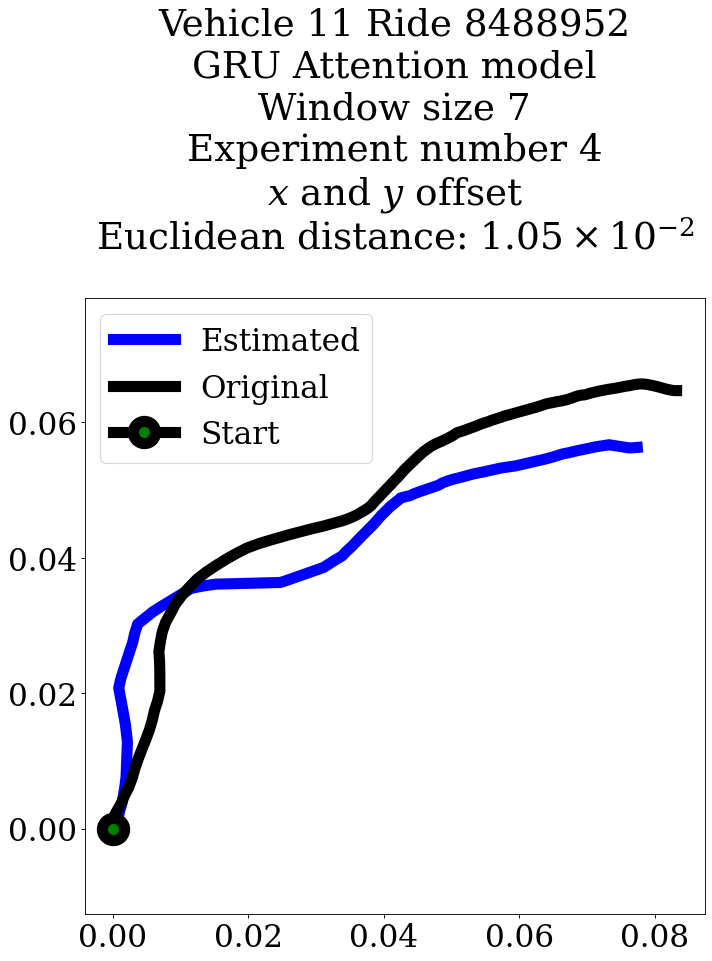 Vehicle 11 Ride 8488952
GRU Attention model
Window size 7
Experiment number 4
x and y offset
Euclidean distance: 1.05 × 10⁻²
Estimated
Original
Start
0.06
0.04
0.02
0.00
0.00 0.02 0.04 0.06 0.08